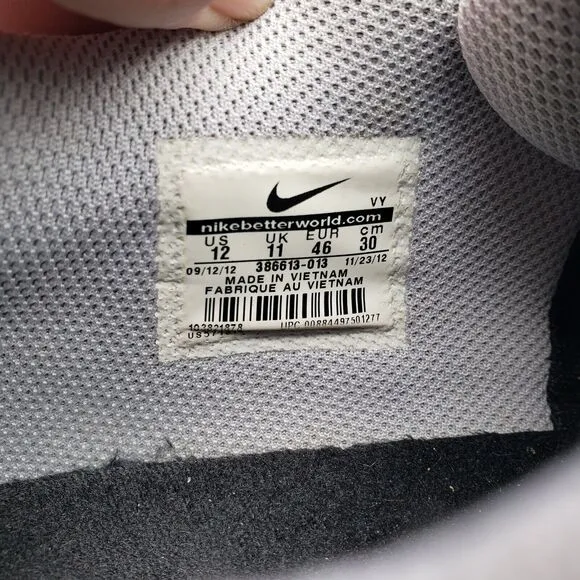 VY
nikebetterworld.com
US UK EUR cm
12 11 46 30
09/12/12 386613-013 11/23/12
MADE IN VIETNAM
FABRIQUE AU VIETNAM
103821878 UPC 00884497501277